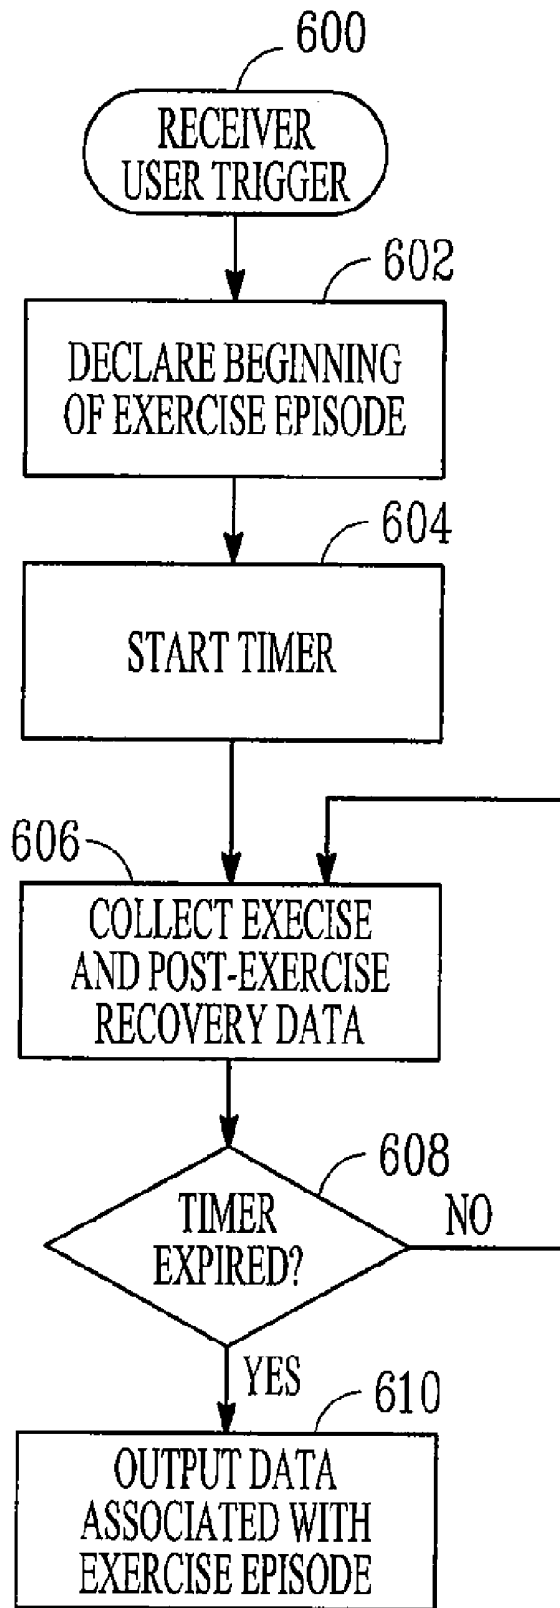 600
RECEIVER
USER TRIGGER
602
DECLARE BEGINNING
OF EXERCISE EPISODE
604
START TIMER
606
COLLECT EXECISE
AND POST-EXERCISE
RECOVERY DATA
608
TIMER
EXPIRED?
NO
YES
610
OUTPUT DATA
ASSOCIATED WITH
EXERCISE EPISODE